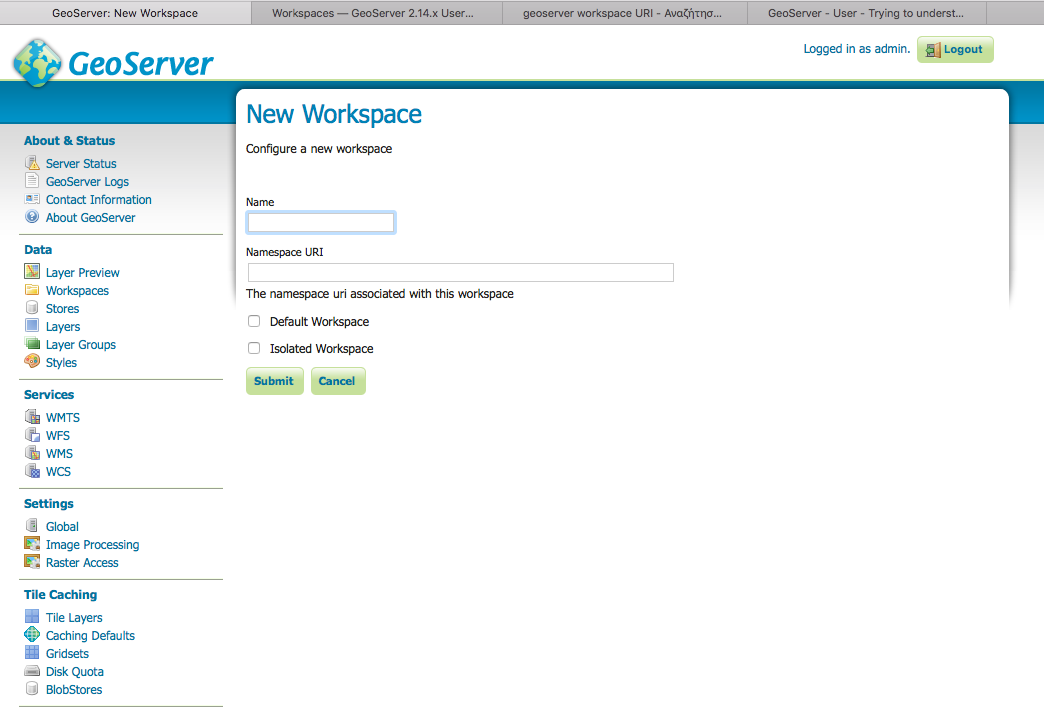 GeoServer: New Workspace
Workspaces — GeoServer 2.14.x User...
geoserver workspace URI - Αναζήτησ...
GeoServer - User - Trying to underst...
GeoServer
Logged in as admin.
Logout
About & Status
Server Status
GeoServer Logs
Contact Information
About GeoServer
Data
Layer Preview
Workspaces
Stores
Layers
Layer Groups
Styles
Services
WMTS
WFS
WMS
WCS
Settings
Global
Image Processing
Raster Access
Tile Caching
Tile Layers
Caching Defaults
Gridsets
Disk Quota
BlobStores
New Workspace
Configure a new workspace
Name
Namespace URI
The namespace uri associated with this workspace
Default Workspace
Isolated Workspace
Submit
Cancel